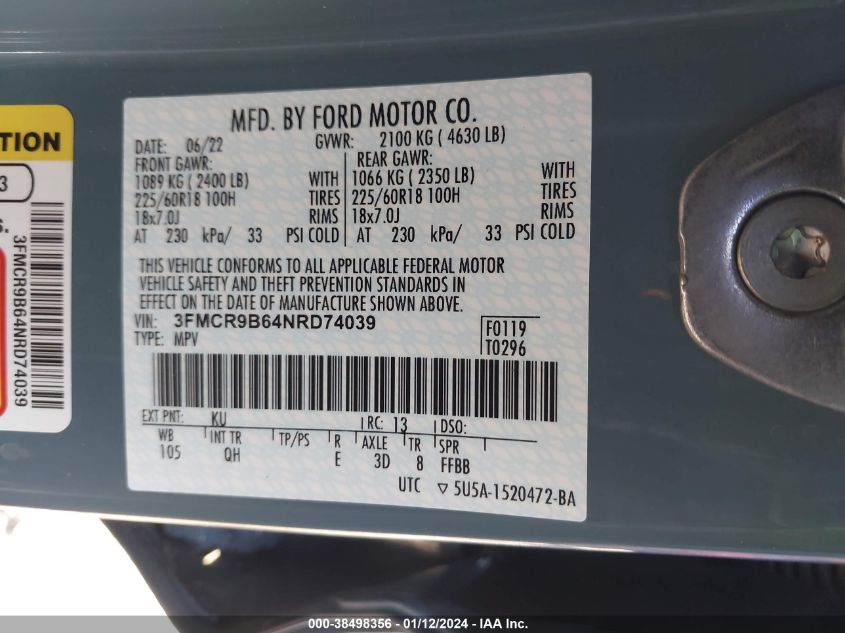 MFD. BY FORD MOTOR CO.
DATE: 06/22 GVWR: 2100 KG ( 4630 LB)
FRONT GAWR: REAR GAWR:
1089 KG ( 2400 LB) WITH 1066 KG ( 2350 LB) WITH
225/60R18 100H TIRES 225/60R18 100H TIRES
18x7.0J RIMS 18x7.0J RIMS
AT 230 kPa/ 33 PSI COLD AT 230 kPa/ 33 PSI COLD
THIS VEHICLE CONFORMS TO ALL APPLICABLE FEDERAL MOTOR
VEHICLE SAFETY AND THEFT PREVENTION STANDARDS IN
EFFECT ON THE DATE OF MANUFACTURE SHOWN ABOVE.
VIN: 3FMCR9B64NRD74039 F0119
TYPE: MPV T0296
EXT PNT: KU RC: 13 DSO:
WB INT TR TP/PS R AXLE TR SPR
105 QH E 3D 8 FFBB
UTC ▽ 5U5A-1520472-BA
TION
3
S.
3FMCR9B64NRD74039
000-38498356 — 01/12/2024 — IAA Inc.